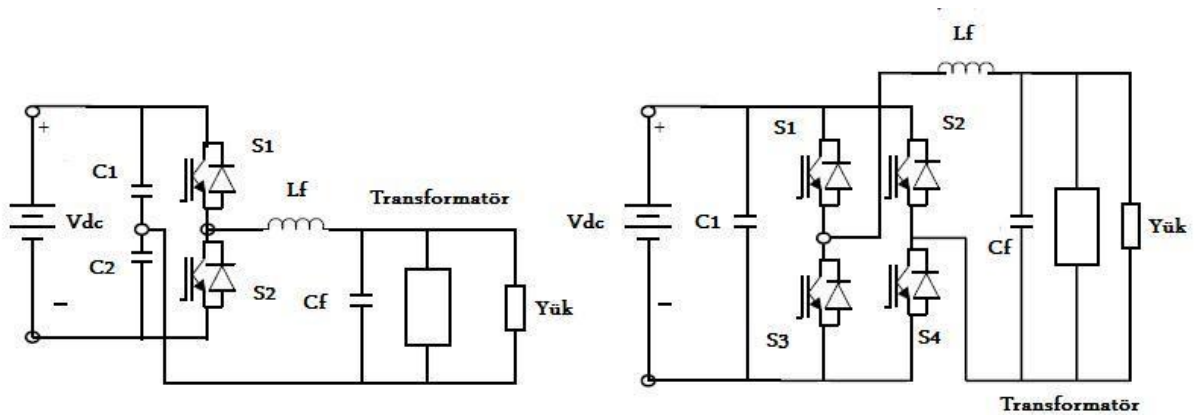 S1
C1
Lf
Transformatör
+
Vdc
C2
S2
Cf
Yük
−
Lf
S1
S2
+
Vdc
C1
Cf
Yük
−
S3
S4
Transformatör